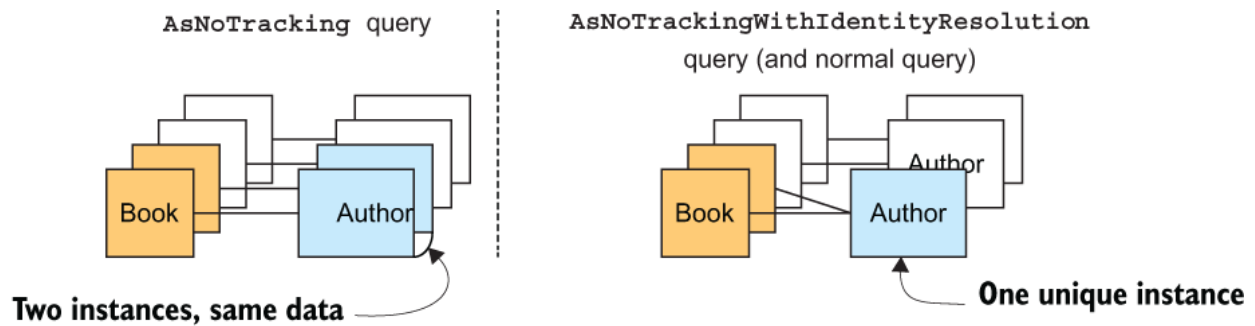 AsNoTracking query
AsNoTrackingWithIdentityResolution
query (and normal query)
Book
Author
Two instances, same data
Author
Book
Author
One unique instance